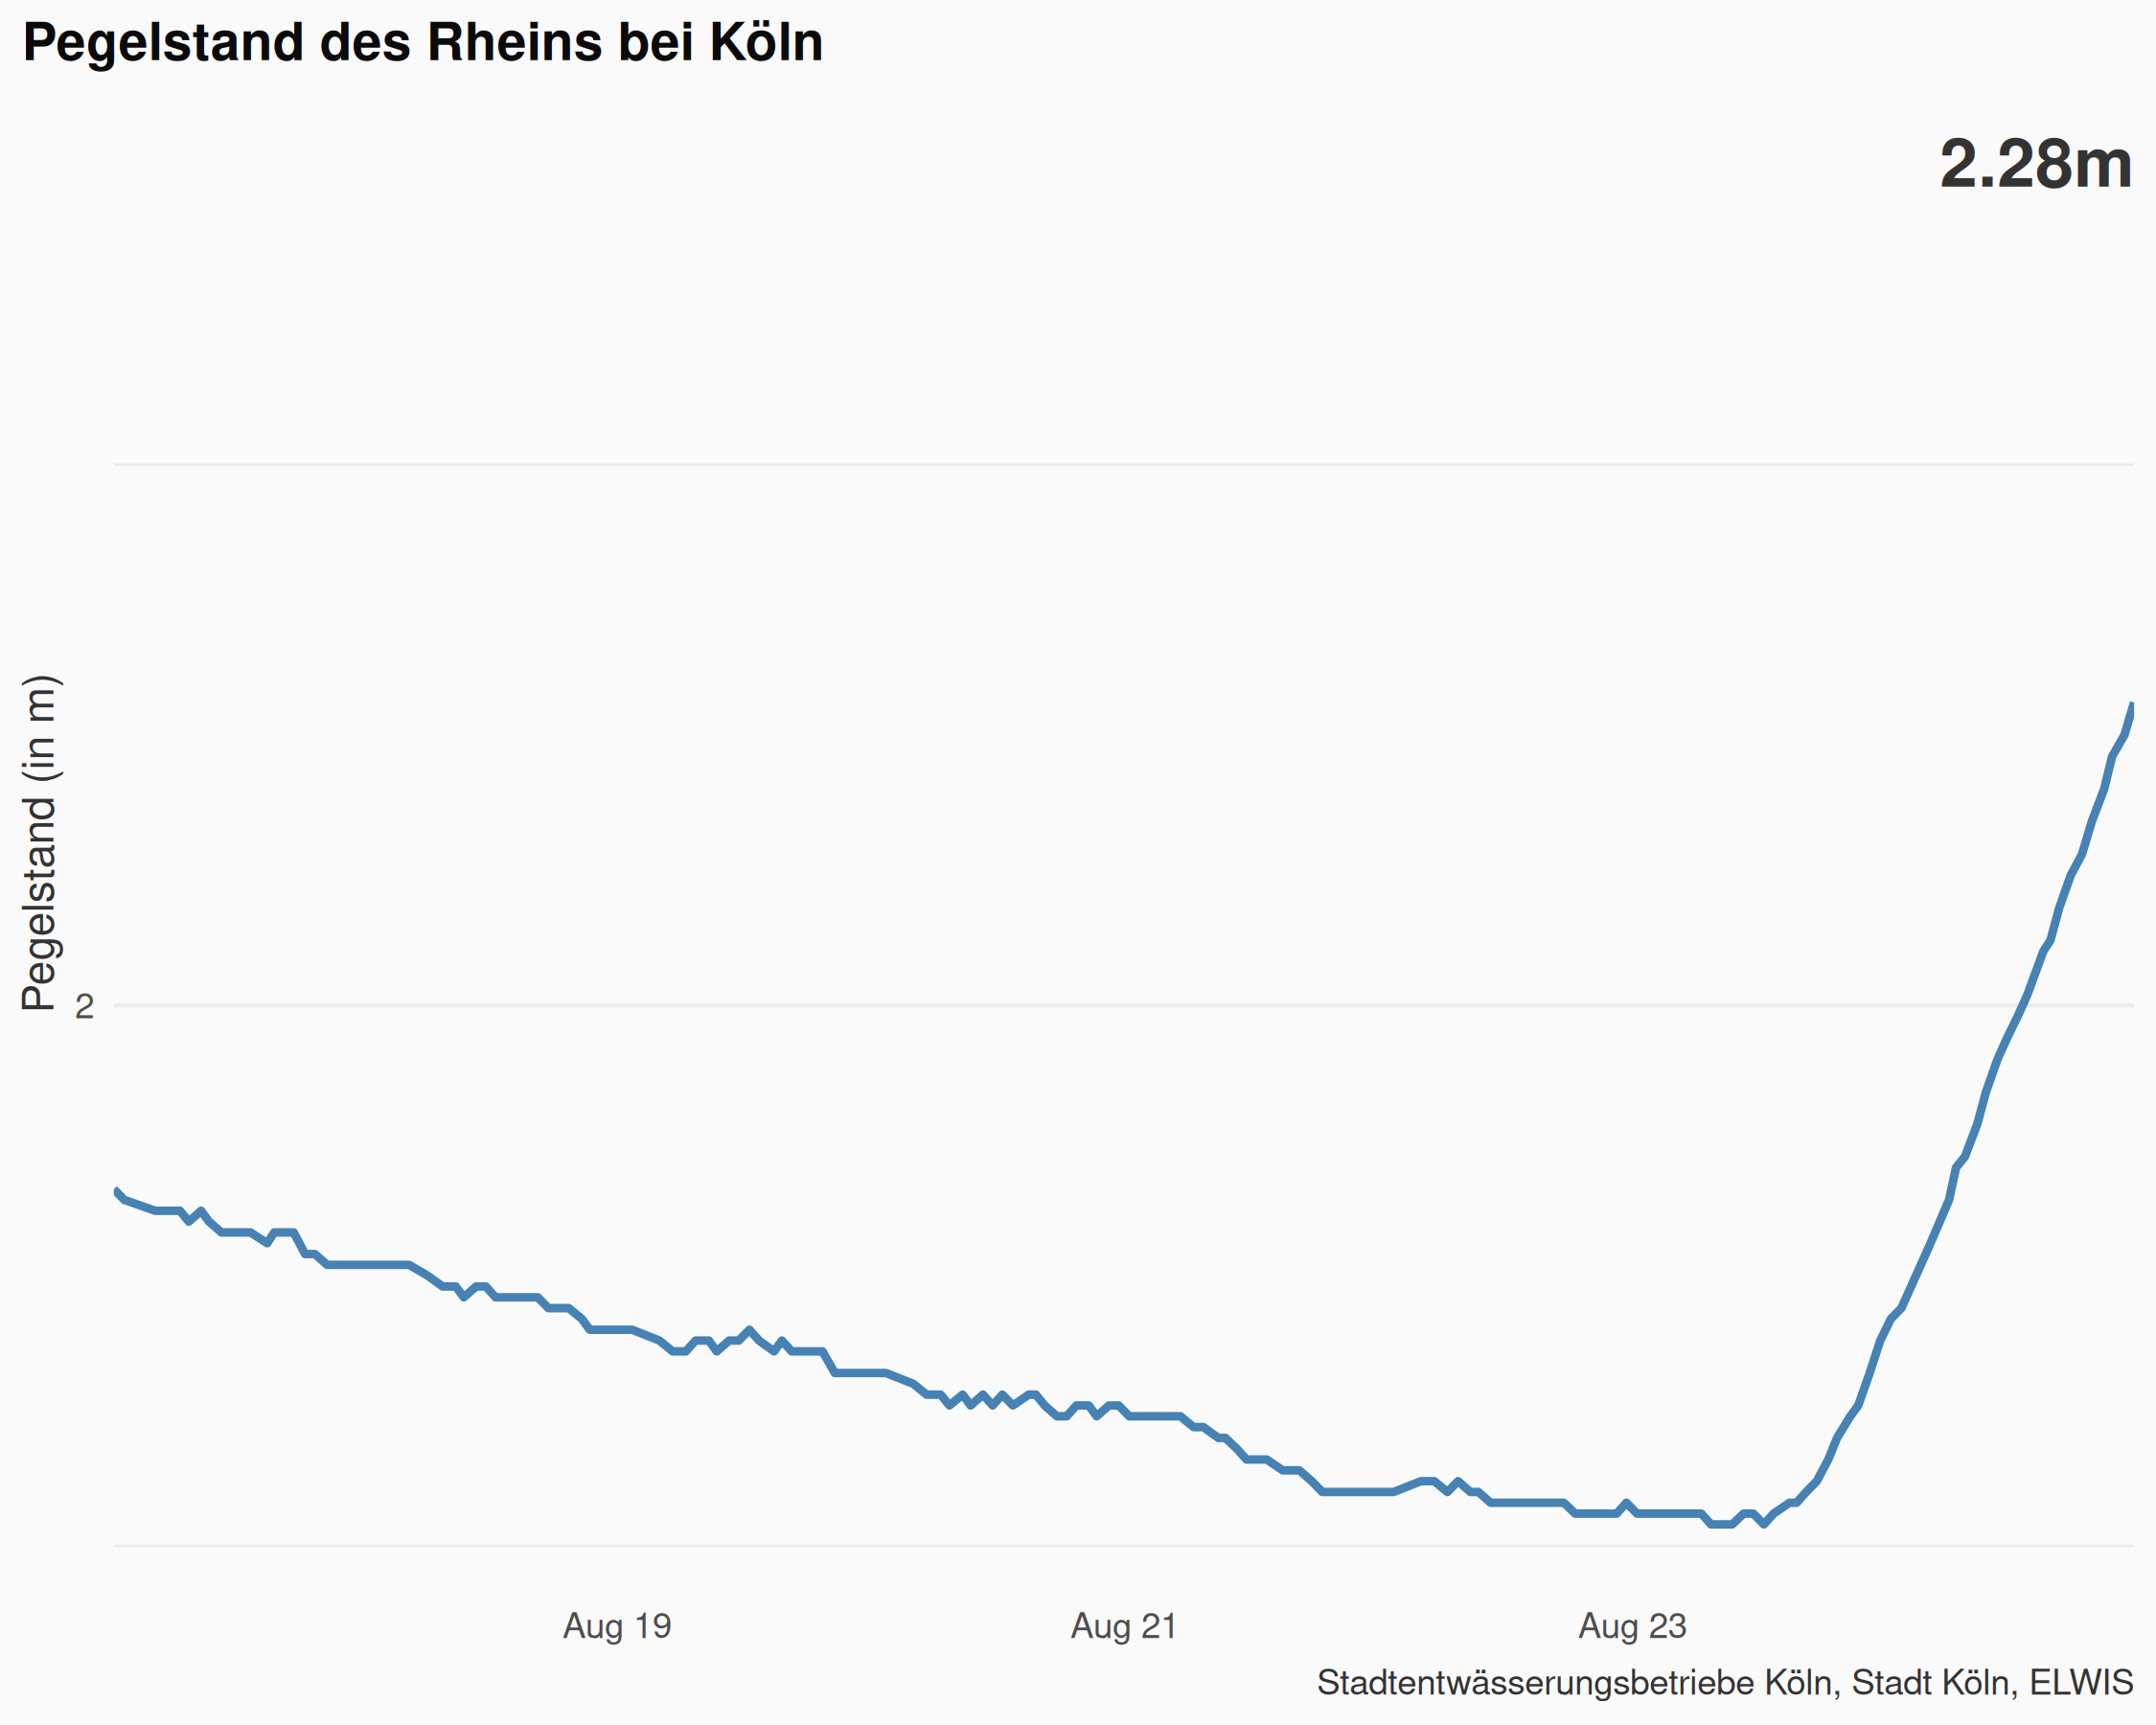 Pegelstand des Rheins bei Köln
2.28m
Pegelstand (in m)
2
Aug 19
Aug 21
Aug 23
Stadtentwässerungsbetriebe Köln, Stadt Köln, ELWIS